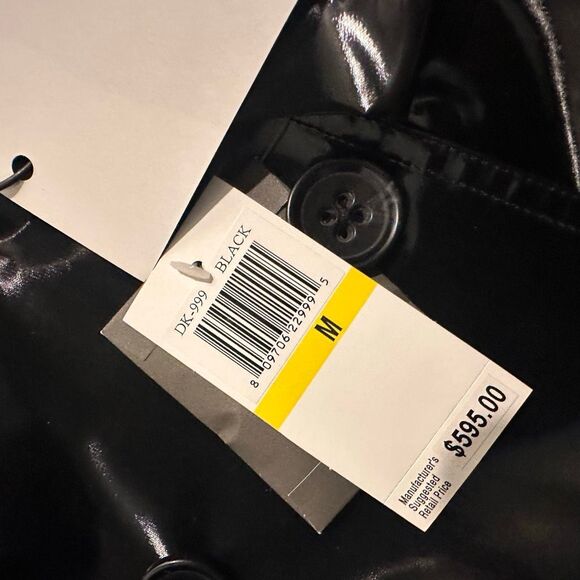 DK-999 BLACK
8 09706 22999 5
M
Manufacturer's
Suggested
Retail Price
$595.00